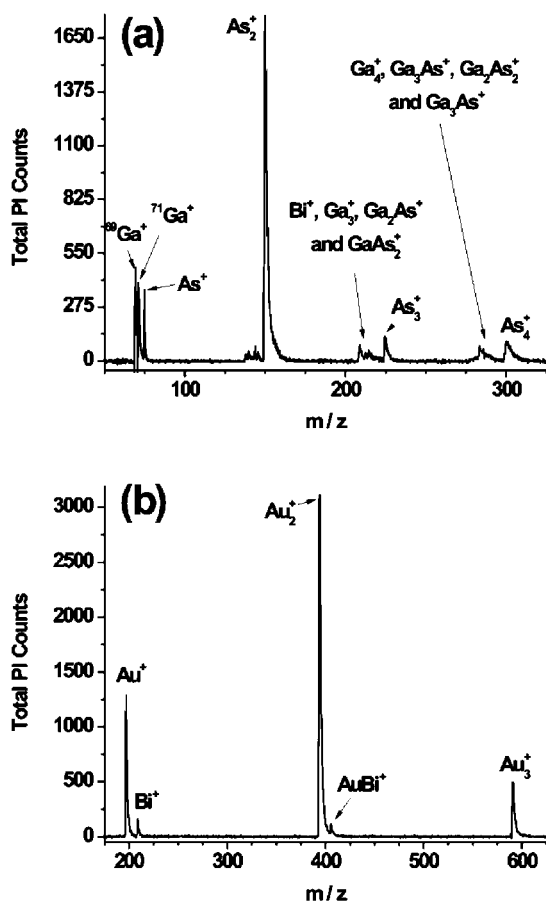 (a)
As₂⁺
Ga₄⁺, Ga₃As⁺, Ga₂As₂⁺
and Ga₃As⁺
Bi⁺, Ga₃⁺, Ga₂As⁺
and GaAs₂⁺
⁶⁹Ga⁺
⁷¹Ga⁺
As⁺
As₃⁺
As₄⁺
Total PI Counts
1650
1375
1100
825
550
275
0
100 200 300
m / z
(b)
Au₂⁺
Au⁺
Bi⁺
AuBi⁺
Au₃⁺
Total PI Counts
3000
2500
2000
1500
1000
500
0
200 300 400 500 600
m / z